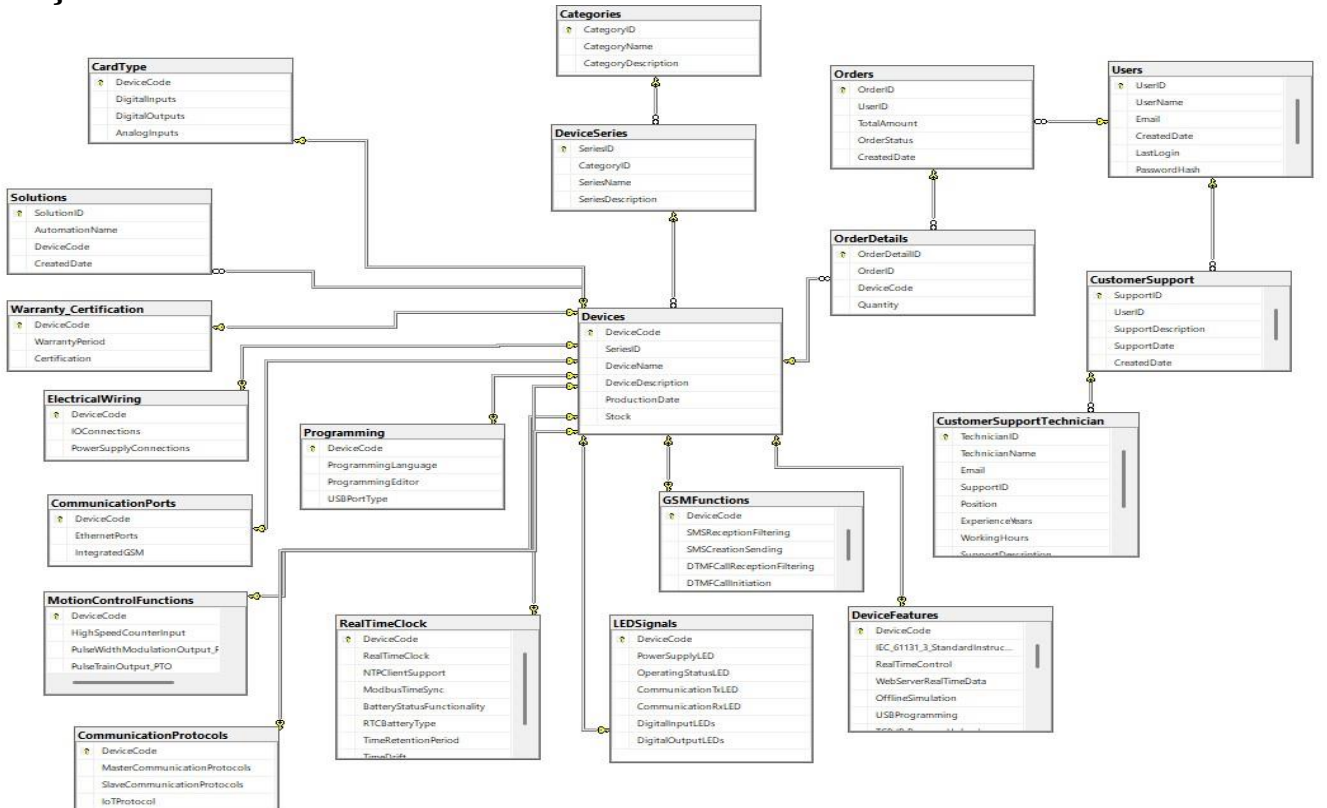 Categories
CategoryID
CategoryName
CategoryDescription
CardType
DeviceCode
DigitalInputs
DigitalOutputs
AnalogInputs
Orders
OrderID
UserID
TotalAmount
OrderStatus
CreatedDate
Users
UserID
UserName
Email
CreatedDate
LastLogin
PasswordHash
DeviceSeries
SeriesID
CategoryID
SeriesName
SeriesDescription
Solutions
SolutionID
AutomationName
DeviceCode
CreatedDate
OrderDetails
OrderDetailID
OrderID
DeviceCode
Quantity
CustomerSupport
SupportID
UserID
SupportDescription
SupportDate
CreatedDate
Warranty_Certification
DeviceCode
WarrantyPeriod
Certification
Devices
DeviceCode
SeriesID
DeviceName
DeviceDescription
ProductionDate
Stock
ElectricalWiring
DeviceCode
IOConnections
PowerSupplyConnections
Programming
DeviceCode
ProgrammingLanguage
ProgrammingEditor
USBPortType
CustomerSupportTechnician
TechnicianID
TechnicianName
Email
SupportID
Position
ExperienceYears
WorkingHours
SupportDescription
CommunicationPorts
DeviceCode
EthernetPorts
IntegratedGSM
GSMFunctions
DeviceCode
SMSReceptionFiltering
SMSCreationSending
DTMFCallReceptionFiltering
DTMFCallInitiation
MotionControlFunctions
DeviceCode
HighSpeedCounterInput
PulseWidthModulationOutput_P
PulseTrainOutput_PTO
RealTimeClock
DeviceCode
RealTimeClock
NTPClientSupport
ModbusTimeSync
BatteryStatusFunctionality
RTCBatteryType
TimeRetentionPeriod
TimeDrift
LEDSignals
DeviceCode
PowerSupplyLED
OperatingStatusLED
CommunicationTxLED
CommunicationRxLED
DigitalInputLEDs
DigitalOutputLEDs
DeviceFeatures
DeviceCode
IEC_61131_3_StandardInstruc...
RealTimeControl
WebServerRealTimeData
OfflineSimulation
USBProgramming
CommunicationProtocols
DeviceCode
MasterCommunicationProtocols
SlaveCommunicationProtocols
IoTProtocol